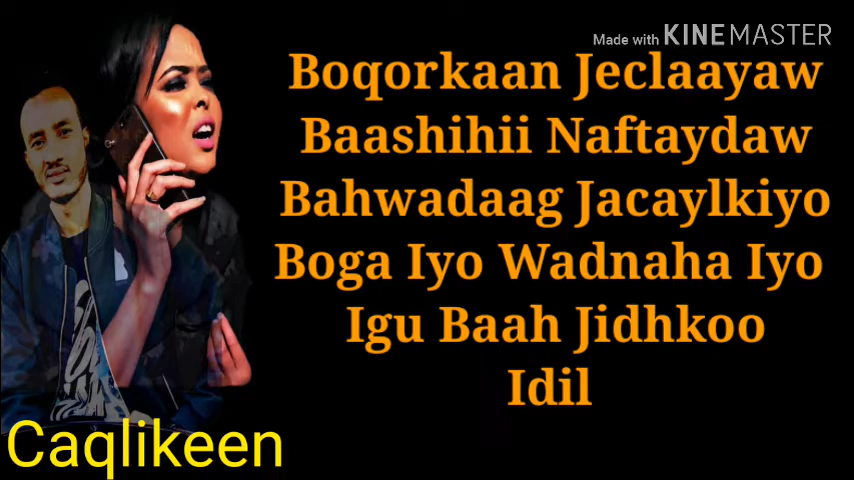 Made with KINEMASTER
Boqorkaan Jeclaayaw
Baashihii Naftaydaw
Bahwadaag Jacaylkiyo
Boga Iyo Wadnaha Iyo
Igu Baah Jidhkoo
Idil
Caqlikeen